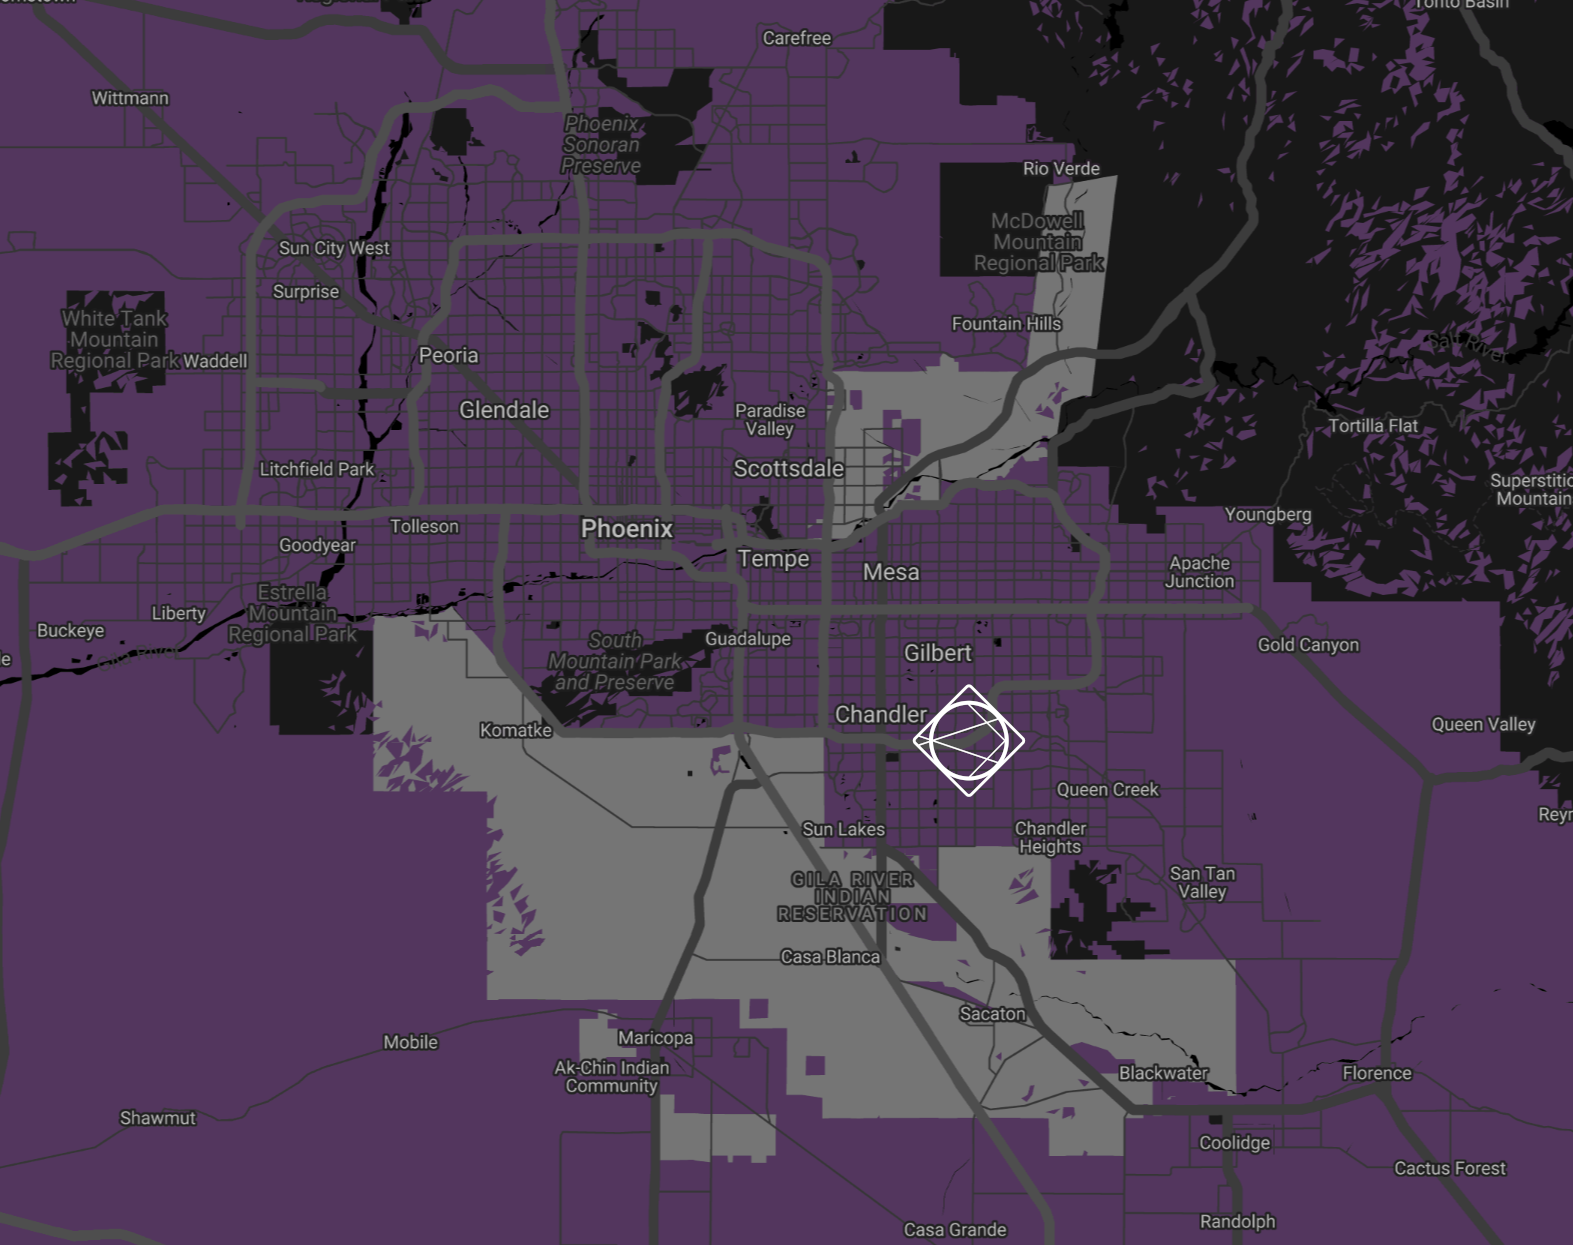 Tonto Basin
Carefree
Wittmann
Phoenix
Sonoran
Preserve
Rio Verde
McDowell
Mountain
Regional Park
Sun City West
Surprise
White Tank
Mountain
Regional Park
Waddell
Fountain Hills
Salt River
Peoria
Glendale
Paradise
Valley
Tortilla Flat
Litchfield Park
Scottsdale
Youngberg
Tolleson
Phoenix
Goodyear
Tempe
Mesa
Apache
Junction
Estrella
Mountain
Regional Park
Liberty
Buckeye
Gila River
South
Mountain Park
and Preserve
Guadalupe
Gilbert
Gold Canyon
Chandler
Komatke
Queen Valley
Queen Creek
Sun Lakes
Chandler
Heights
San Tan
Valley
GILA RIVER
INDIAN
RESERVATION
Casa Blanca
Sacaton
Mobile
Maricopa
Ak-Chin Indian
Community
Blackwater
Florence
Shawmut
Coolidge
Cactus Forest
Casa Grande
Randolph